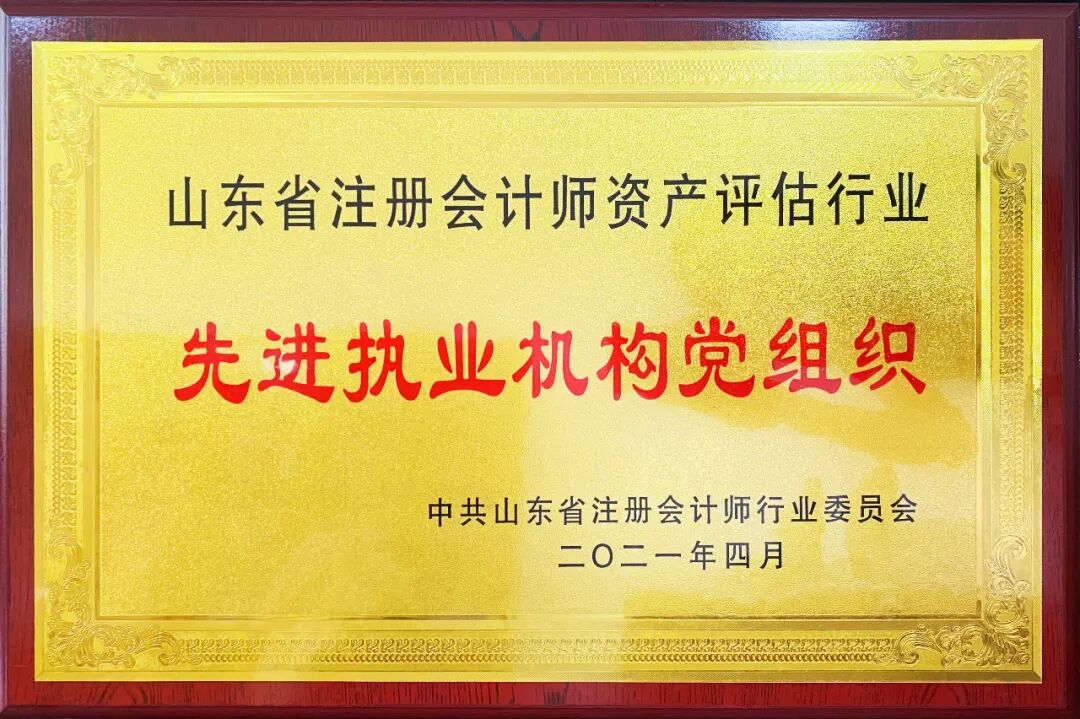 山东省注册会计师资产评估行业
先进执业机构党组织
中共山东省注册会计师行业委员会
二〇二一年四月